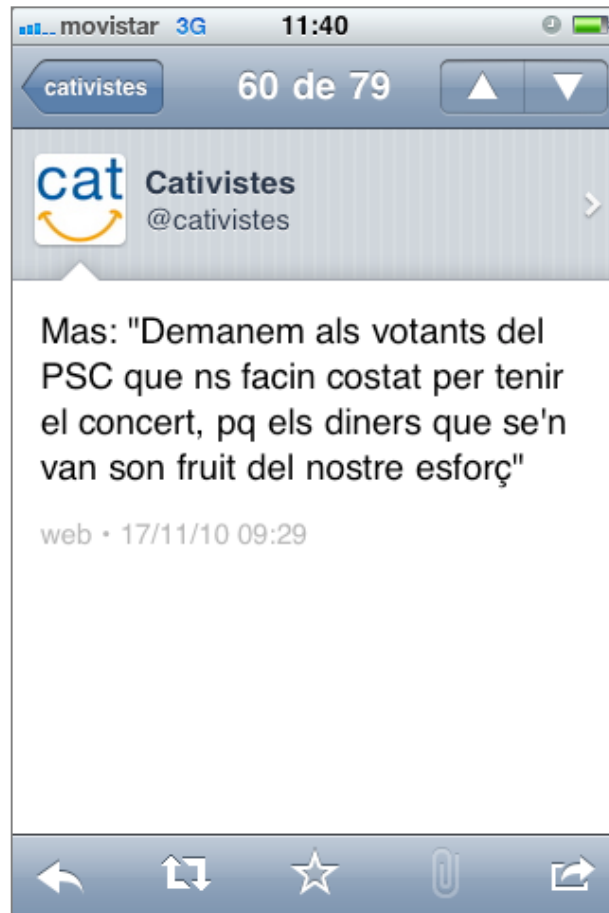 movistar 3G 11:40
cativistes 60 de 79
cat Cativistes
@cativistes
Mas: "Demanem als votants del
PSC que ns facin costat per tenir
el concert, pq els diners que se'n
van son fruit del nostre esforç"
web • 17/11/10 09:29